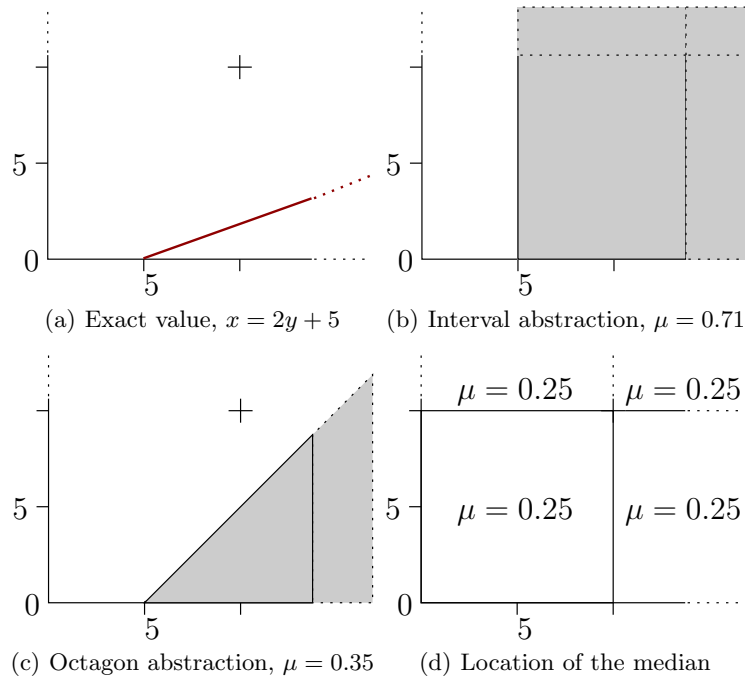 5
0
5
(a) Exact value, x = 2y + 5
5
0
5
(b) Interval abstraction, μ = 0.71
5
0
5
(c) Octagon abstraction, μ = 0.35
μ = 0.25
μ = 0.25
5
μ = 0.25
μ = 0.25
0
5
(d) Location of the median